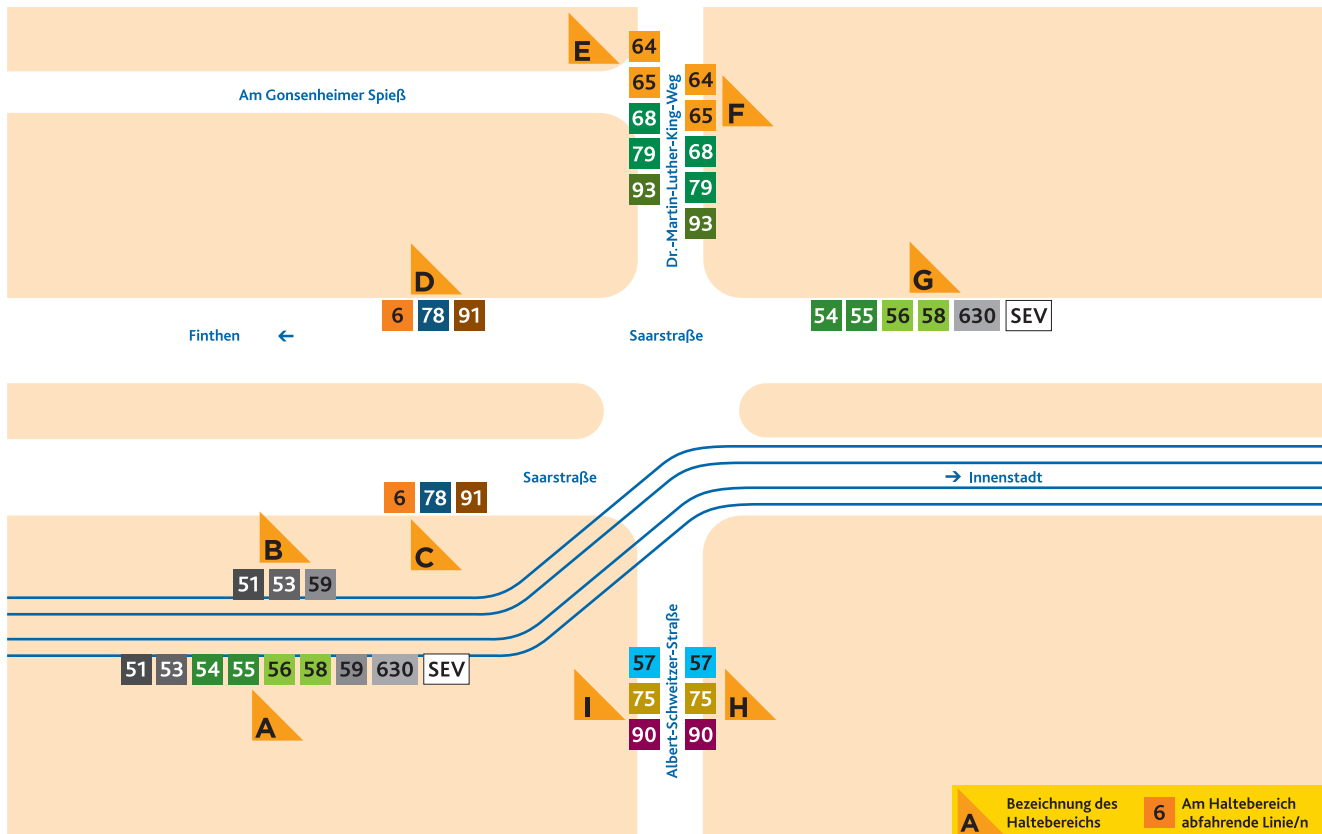 E
64
65
68
79
93
Am Gonsenheimer Spieß
Dr.-Martin-Luther-King-Weg
64
65
68
79
93
F
D
6 78 91
G
54 55 56 58 630 SEV
Finthen ←
Saarstraße
Saarstraße
→ Innenstadt
6 78 91
B
C
51 53 59
51 53 54 55 56 58 59 630 SEV
A
I
57
75
90
Albert-Schweitzer-Straße
57
75
90
H
A
Bezeichnung des
Haltebereichs
6
Am Haltebereich
abfahrende Linie/n